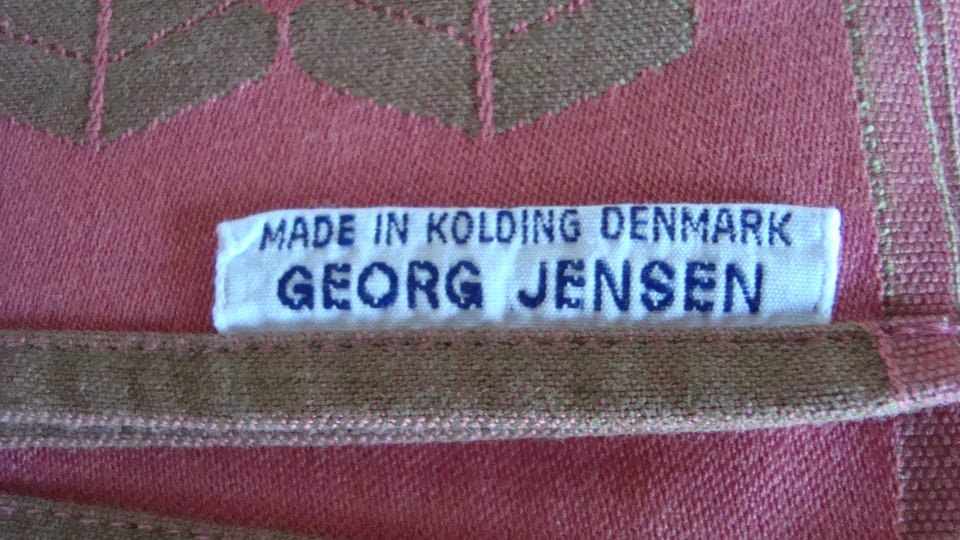 MADE IN KOLDING DENMARK
GEORG JENSEN